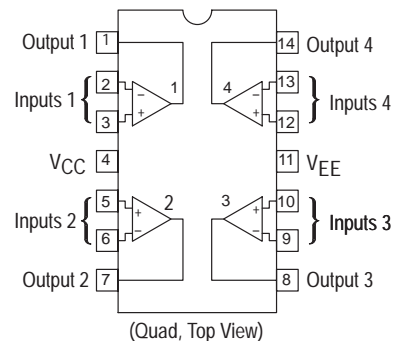 Output 1 1 14 Output 4
Inputs 1 { 2 − 1 4 − 13 } Inputs 4
3 + + 12
VCC 4 11 VEE
Inputs 2 { 5 + 2 3 + 10 } Inputs 3
6 − − 9
Output 2 7 8 Output 3
(Quad, Top View)